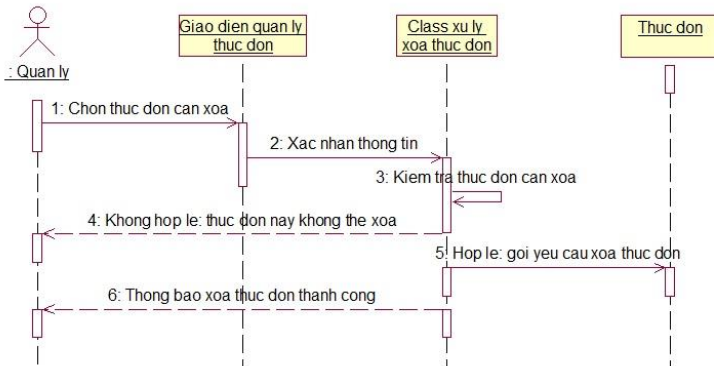 Giao dien quan ly
thuc don
Class xu ly
xoa thuc don
Thuc don
: Quan ly
1: Chon thuc don can xoa
2: Xac nhan thong tin
3: Kiem tra thuc don can xoa
4: Khong hop le: thuc don nay khong the xoa
5: Hop le: goi yeu cau xoa thuc don
6: Thong bao xoa thuc don thanh cong